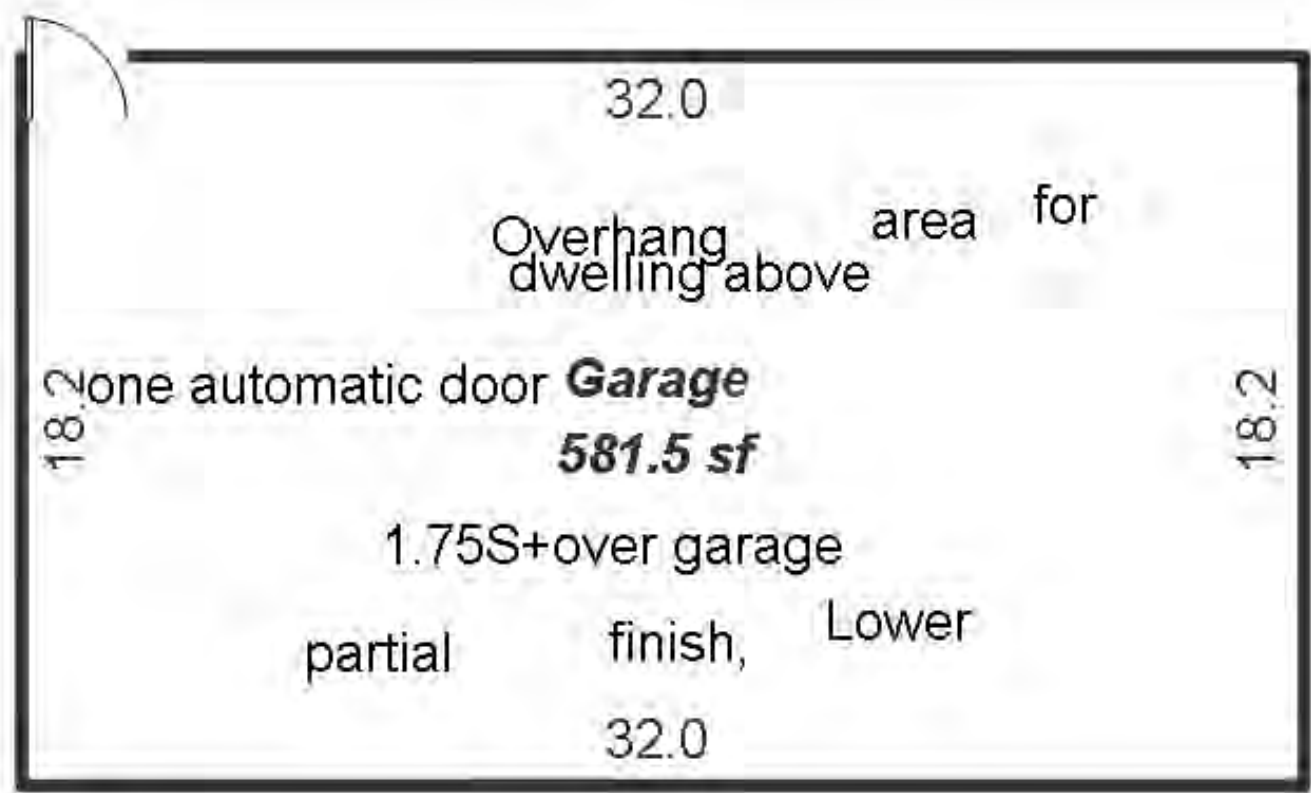 32.0
Overhang area for
dwelling above
18.2
one automatic door Garage
18.2
581.5 sf
1.75S+over garage
partial finish, Lower
32.0